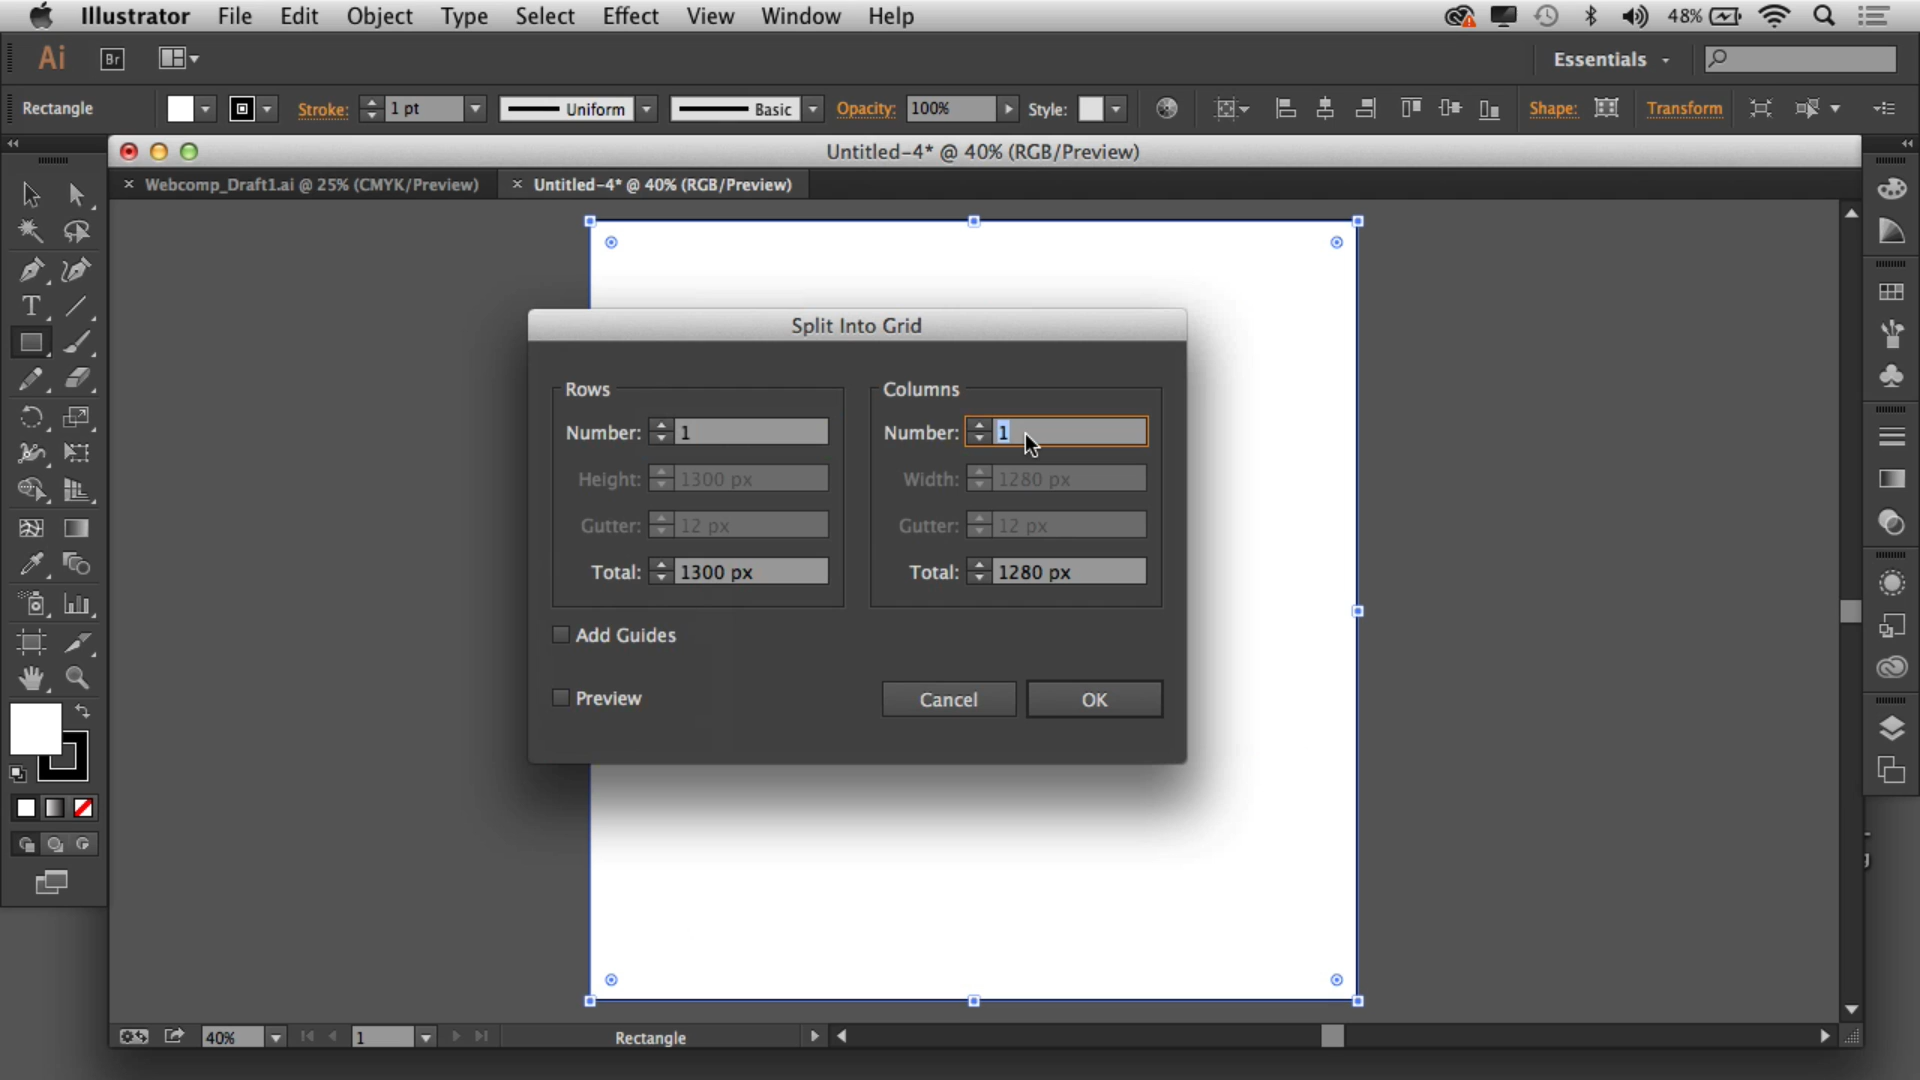 Illustrator File Edit Object Type Select Effect View Window Help 48%
Ai Br Essentials
Rectangle Stroke: 1 pt Uniform Basic Opacity: 100% Style: Shape: Transform
Untitled-4* @ 40% (RGB/Preview)
× Webcomp_Draft1.ai @ 25% (CMYK/Preview) × Untitled-4* @ 40% (RGB/Preview)
Split Into Grid
Rows Columns
Number: 1 Number: 1
Height: 1300 px Width: 1280 px
Gutter: 12 px Gutter: 12 px
Total: 1300 px Total: 1280 px
Add Guides
Preview Cancel OK
40% 1 Rectangle